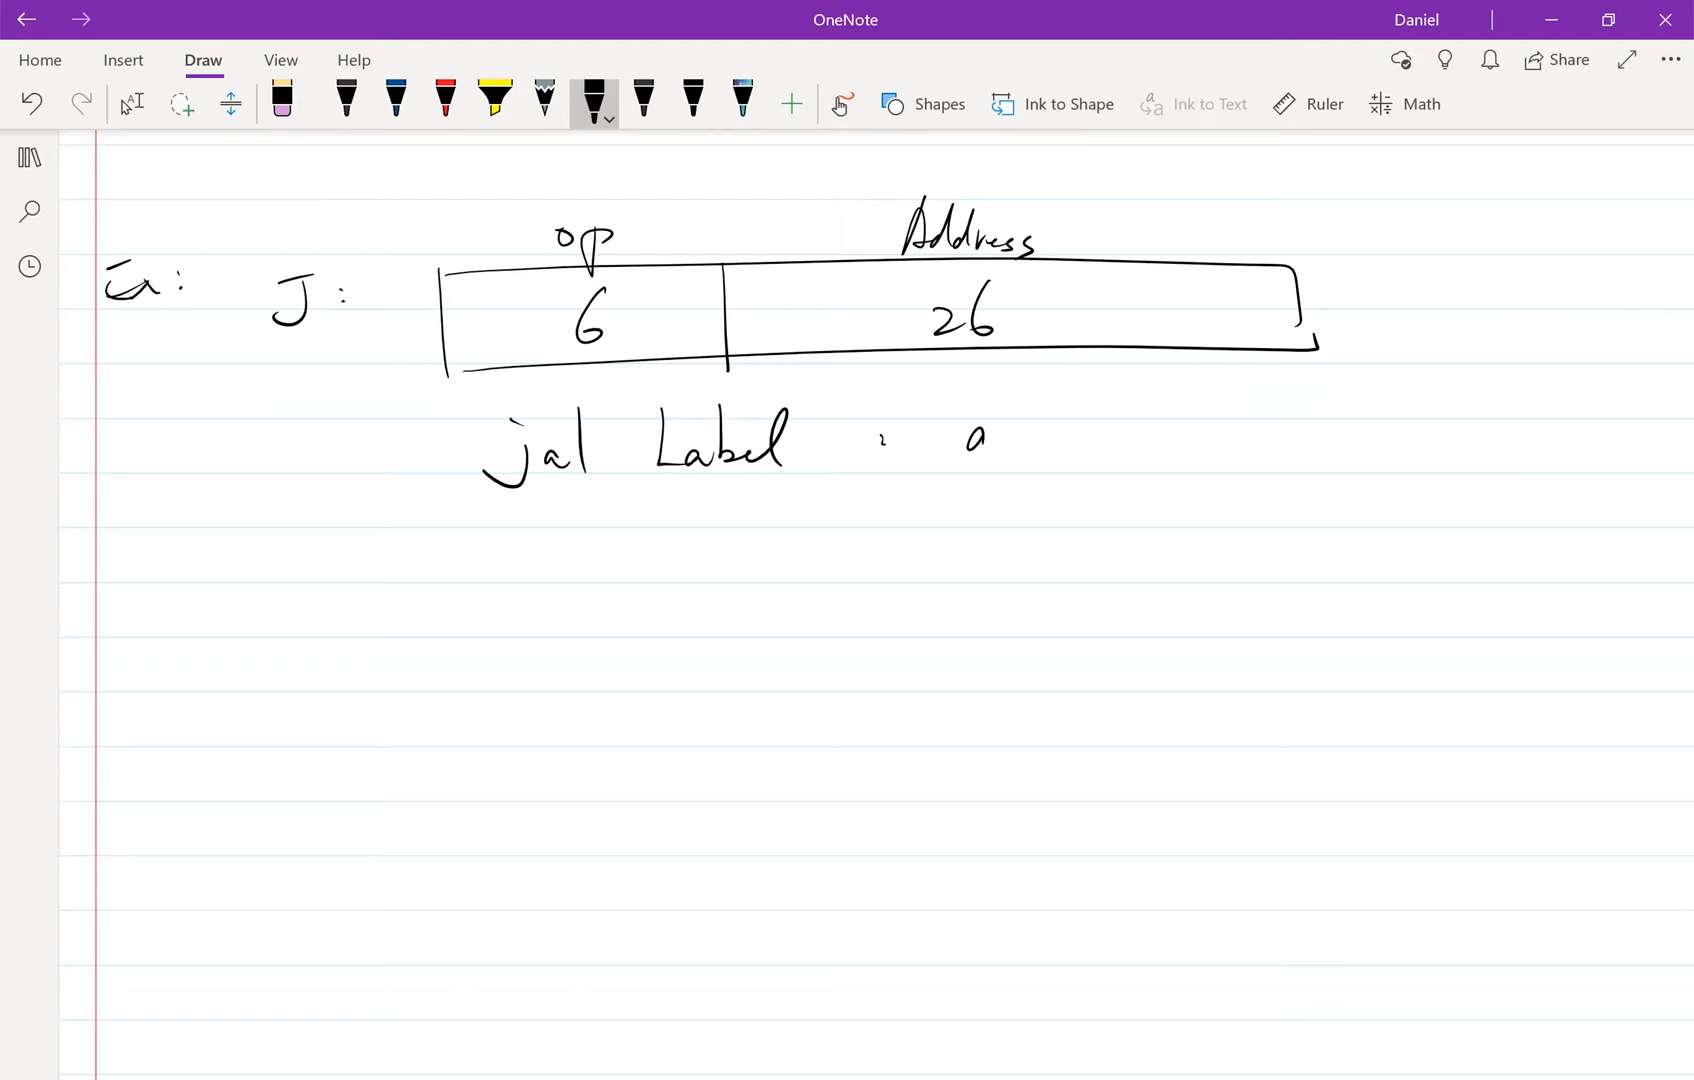 OneNote
Daniel
Home Insert Draw View Help
Share
Shapes Ink to Shape Ink to Text Ruler Math
op Address
Ex: J: 6 26
jal Label : a